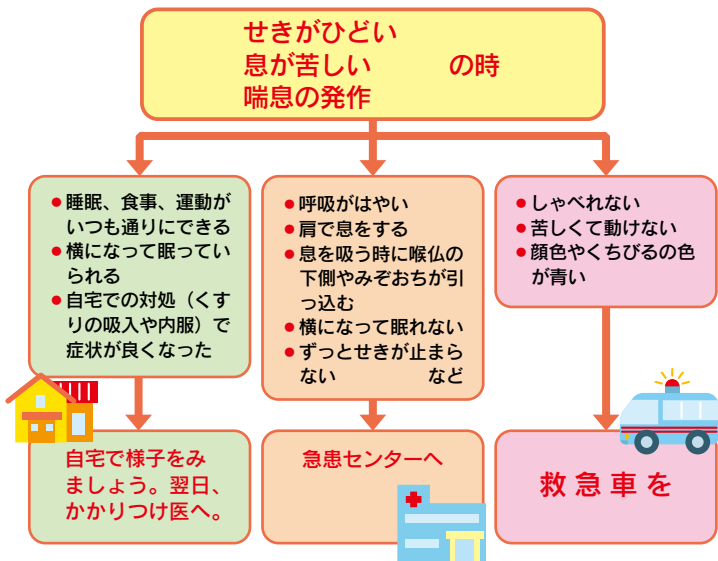 せきがひどい
息が苦しい の時
喘息の発作
●睡眠、食事、運動が
いつも通りにできる
●横になって眠ってい
られる
●自宅での対処（くす
りの吸入や内服）で
症状が良くなった
●呼吸がはやい
●肩で息をする
●息を吸う時に喉仏の
下側やみぞおちが引
っ込む
●横になって眠れない
●ずっとせきが止まら
ない など
●しゃべれない
●苦しくて動けない
●顔色やくちびるの色
が青い
自宅で様子をみ
ましょう。翌日、
かかりつけ医へ。
急患センターへ
救急車を